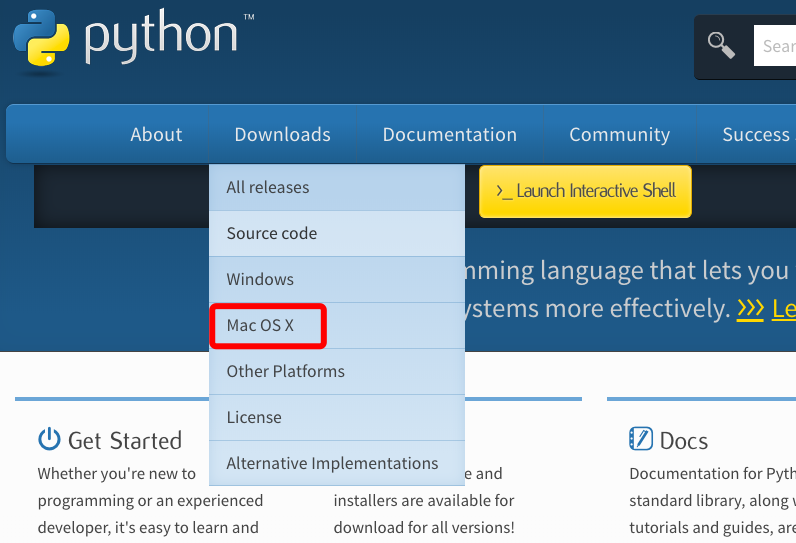 python™
Sear
About Downloads Documentation Community Success
All releases
>_ Launch Interactive Shell
Source code
Windows
mming language that lets you
Mac OS X
ystems more effectively. >>> Le
Other Platforms
License
Alternative Implementations
Get Started
Whether you're new to
programming or an experienced
developer, it's easy to learn and
e and
installers are available for
download for all versions!
Docs
Documentation for Pyth
standard library, along w
tutorials and guides, are